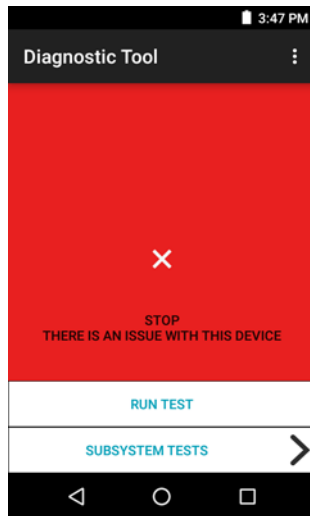 3:47 PM
Diagnostic Tool
STOP
THERE IS AN ISSUE WITH THIS DEVICE
RUN TEST
SUBSYSTEM TESTS